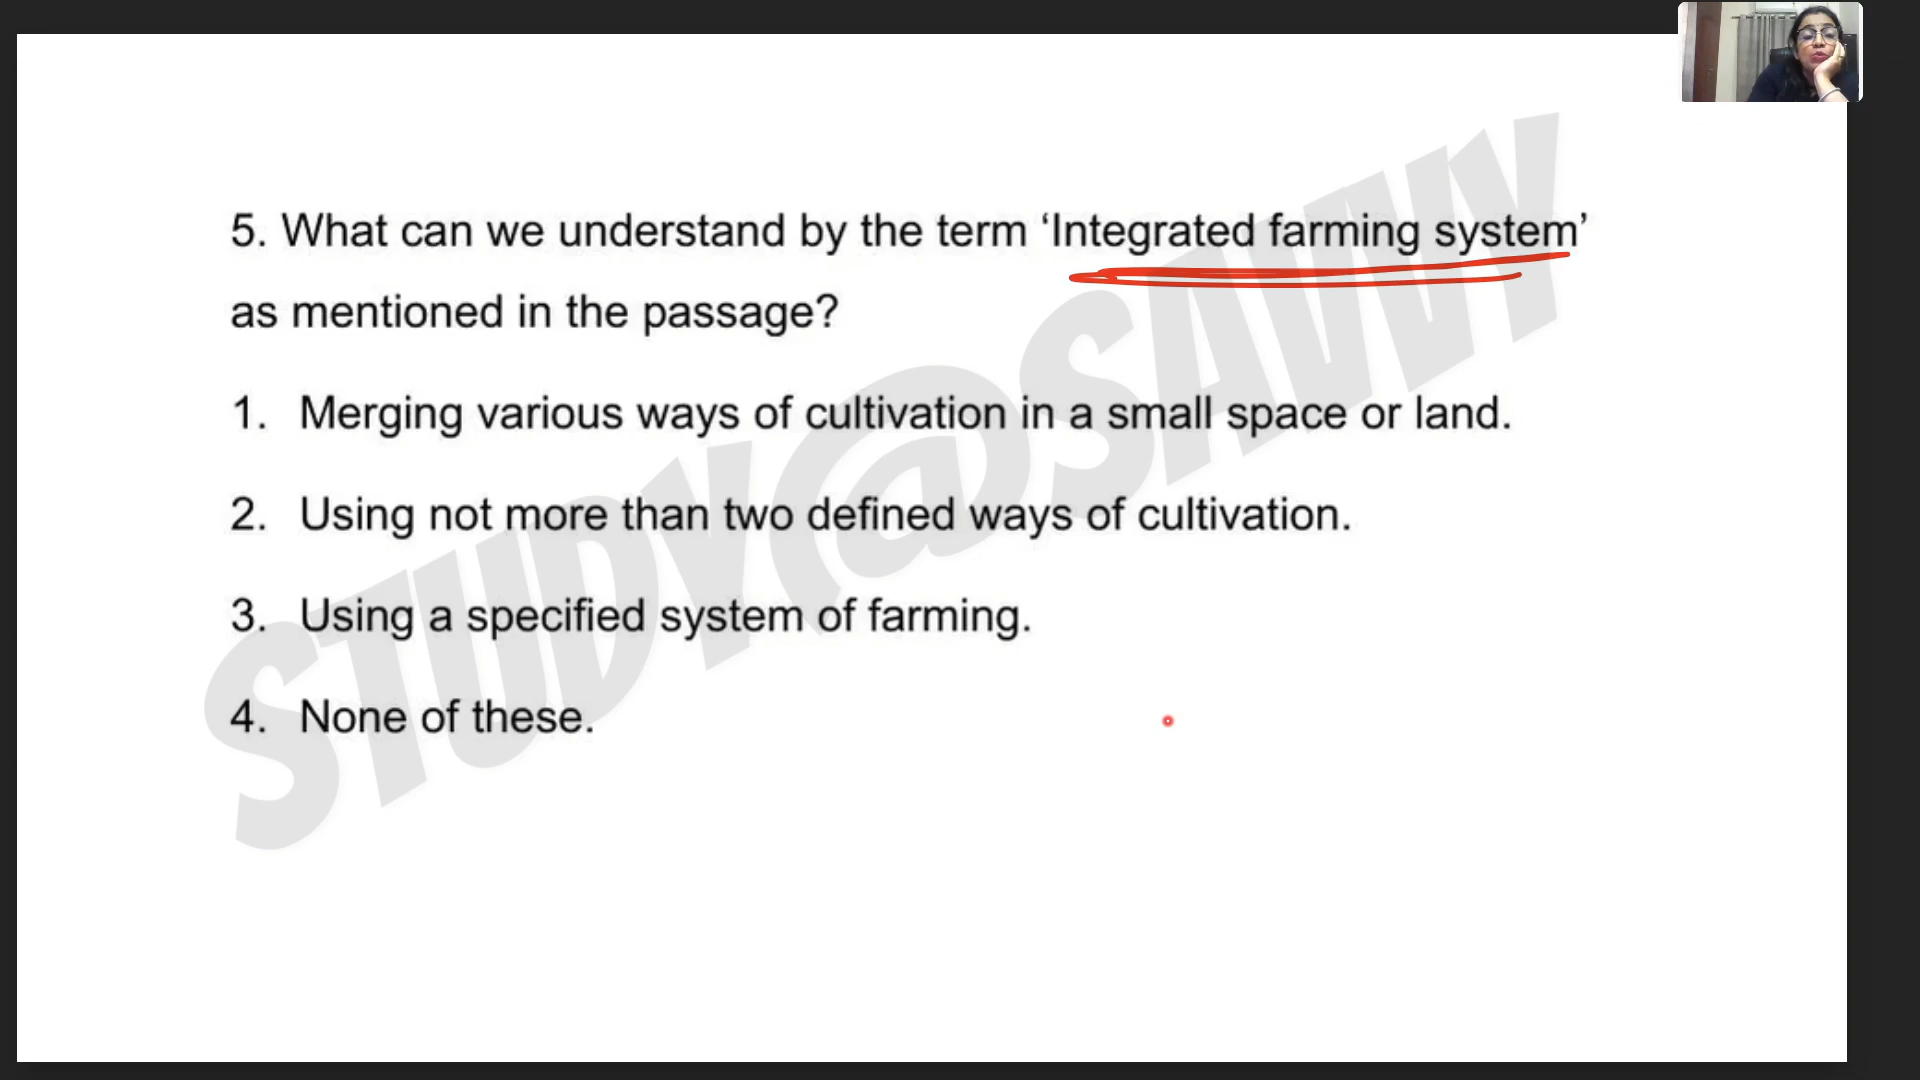 5. What can we understand by the term ‘Integrated farming system’
as mentioned in the passage?
1. Merging various ways of cultivation in a small space or land.
2. Using not more than two defined ways of cultivation.
3. Using a specified system of farming.
4. None of these.
STUDY@SAVVY